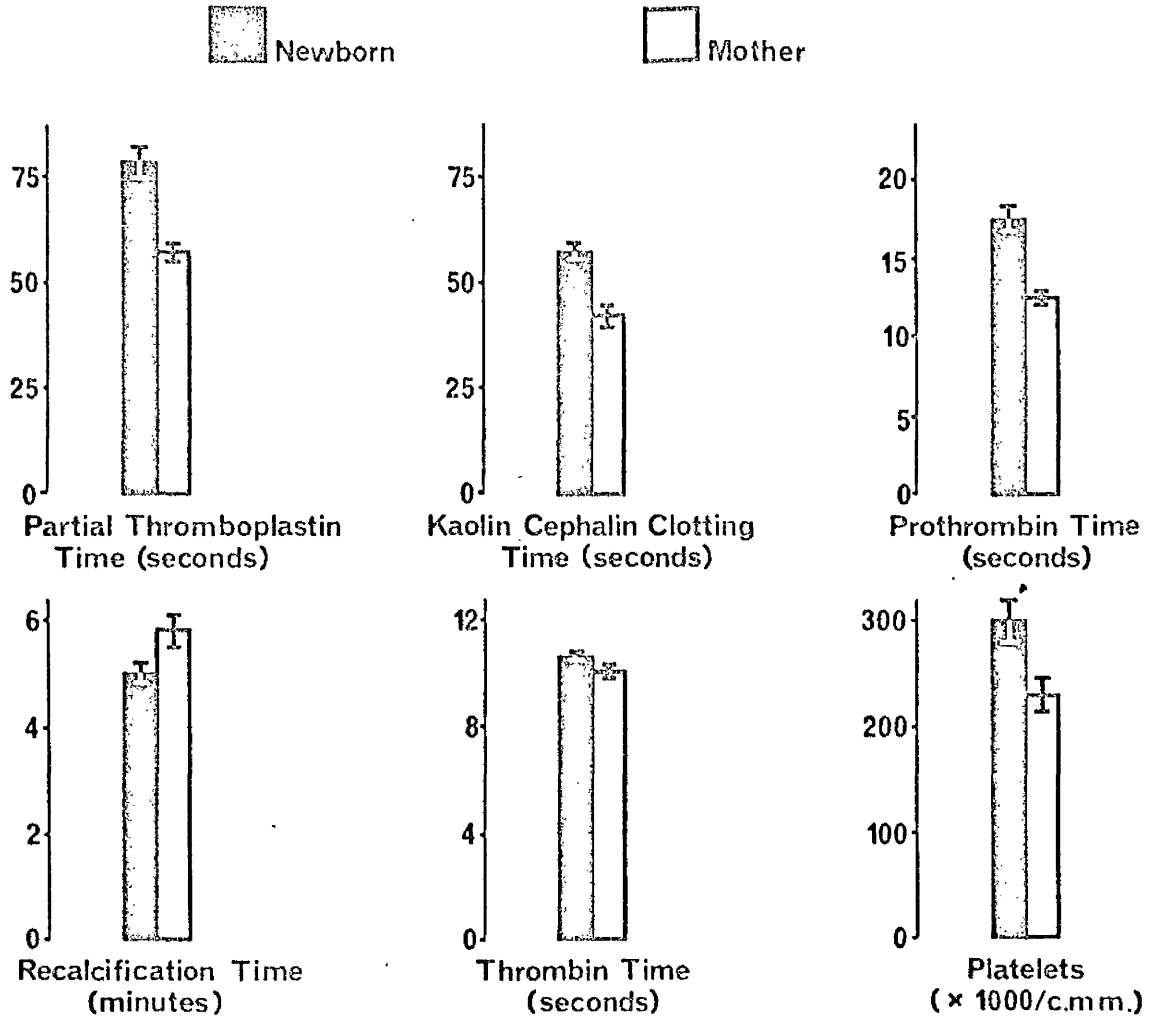 Newborn
Mother
75
50
25
0
Partial Thromboplastin
Time (seconds)
75
50
25
0
Kaolin Cephalin Clotting
Time (seconds)
20
15
10
5
0
Prothrombin Time
(seconds)
6
4
2
0
Recalcification Time
(minutes)
12
8
4
0
Thrombin Time
(seconds)
300
200
100
0
Platelets
(× 1000/c.mm.)